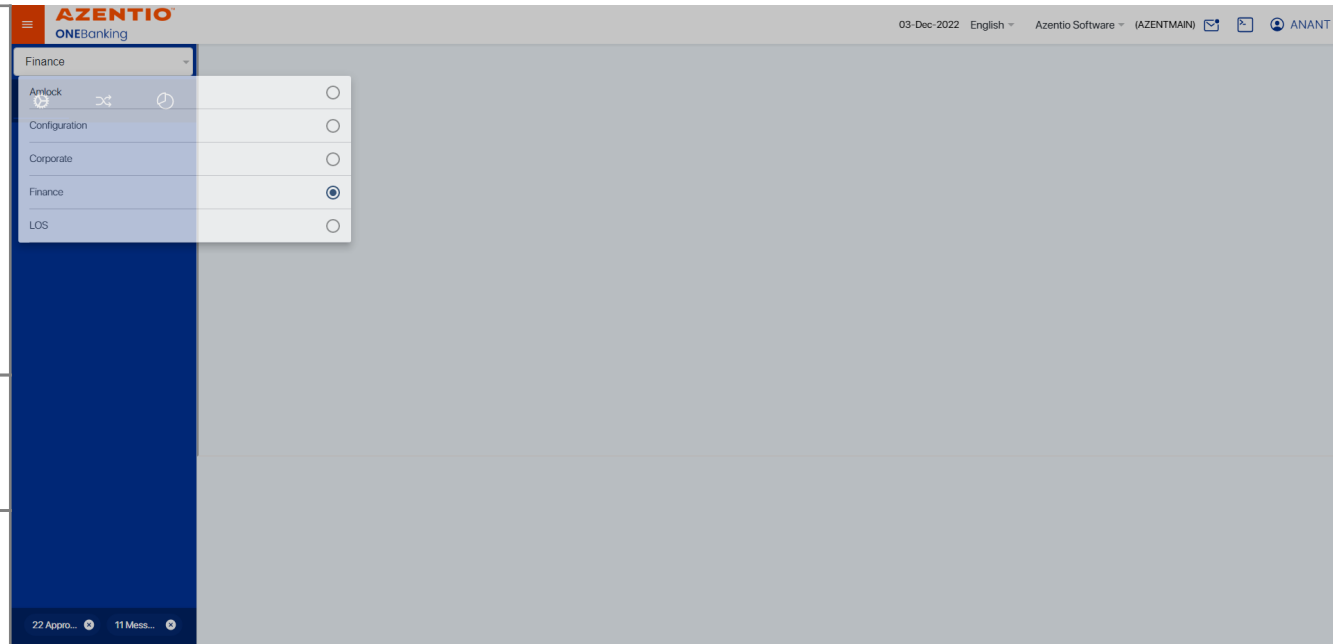 AZENTIO™
ONEBanking
03-Dec-2022 English Azentio Software (AZENTMAIN) ANANT
Finance
Amlock
Configuration
Corporate
Finance
LOS
22 Appro... 11 Mess...